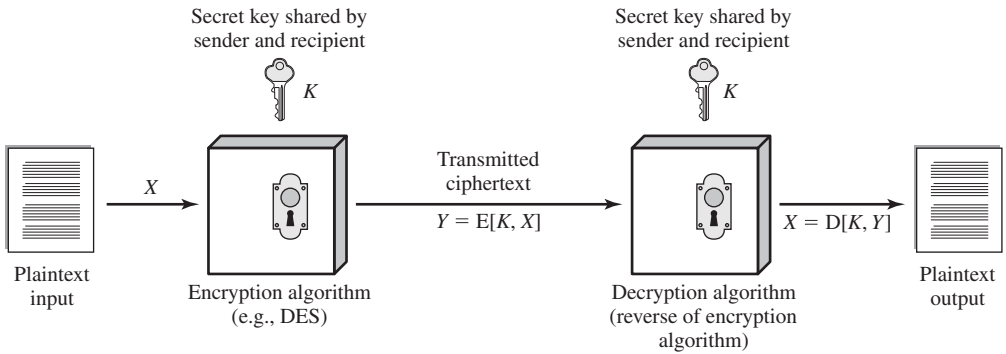 Secret key shared by
sender and recipient
K
Secret key shared by
sender and recipient
K
X
Transmitted
ciphertext
Y = E[K, X]
X = D[K, Y]
Plaintext
input
Encryption algorithm
(e.g., DES)
Decryption algorithm
(reverse of encryption
algorithm)
Plaintext
output